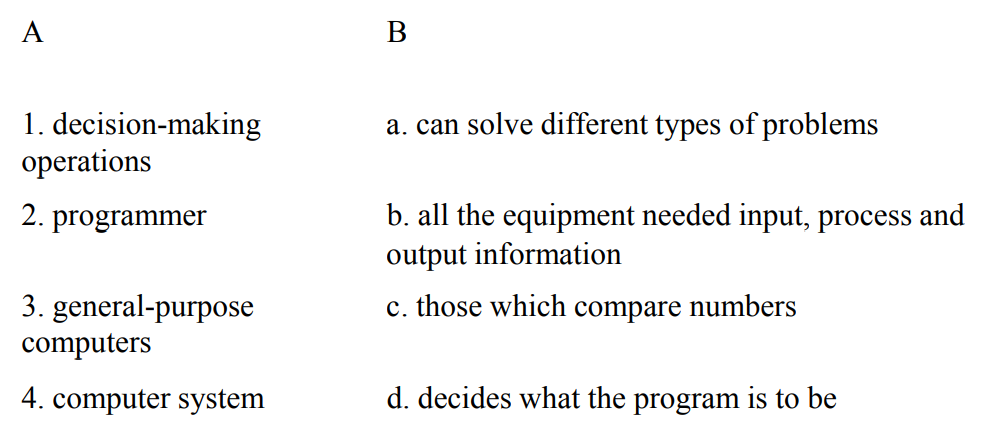 A B
1. decision-making a. can solve different types of problems
operations
2. programmer b. all the equipment needed input, process and
output information
3. general-purpose c. those which compare numbers
computers
4. computer system d. decides what the program is to be